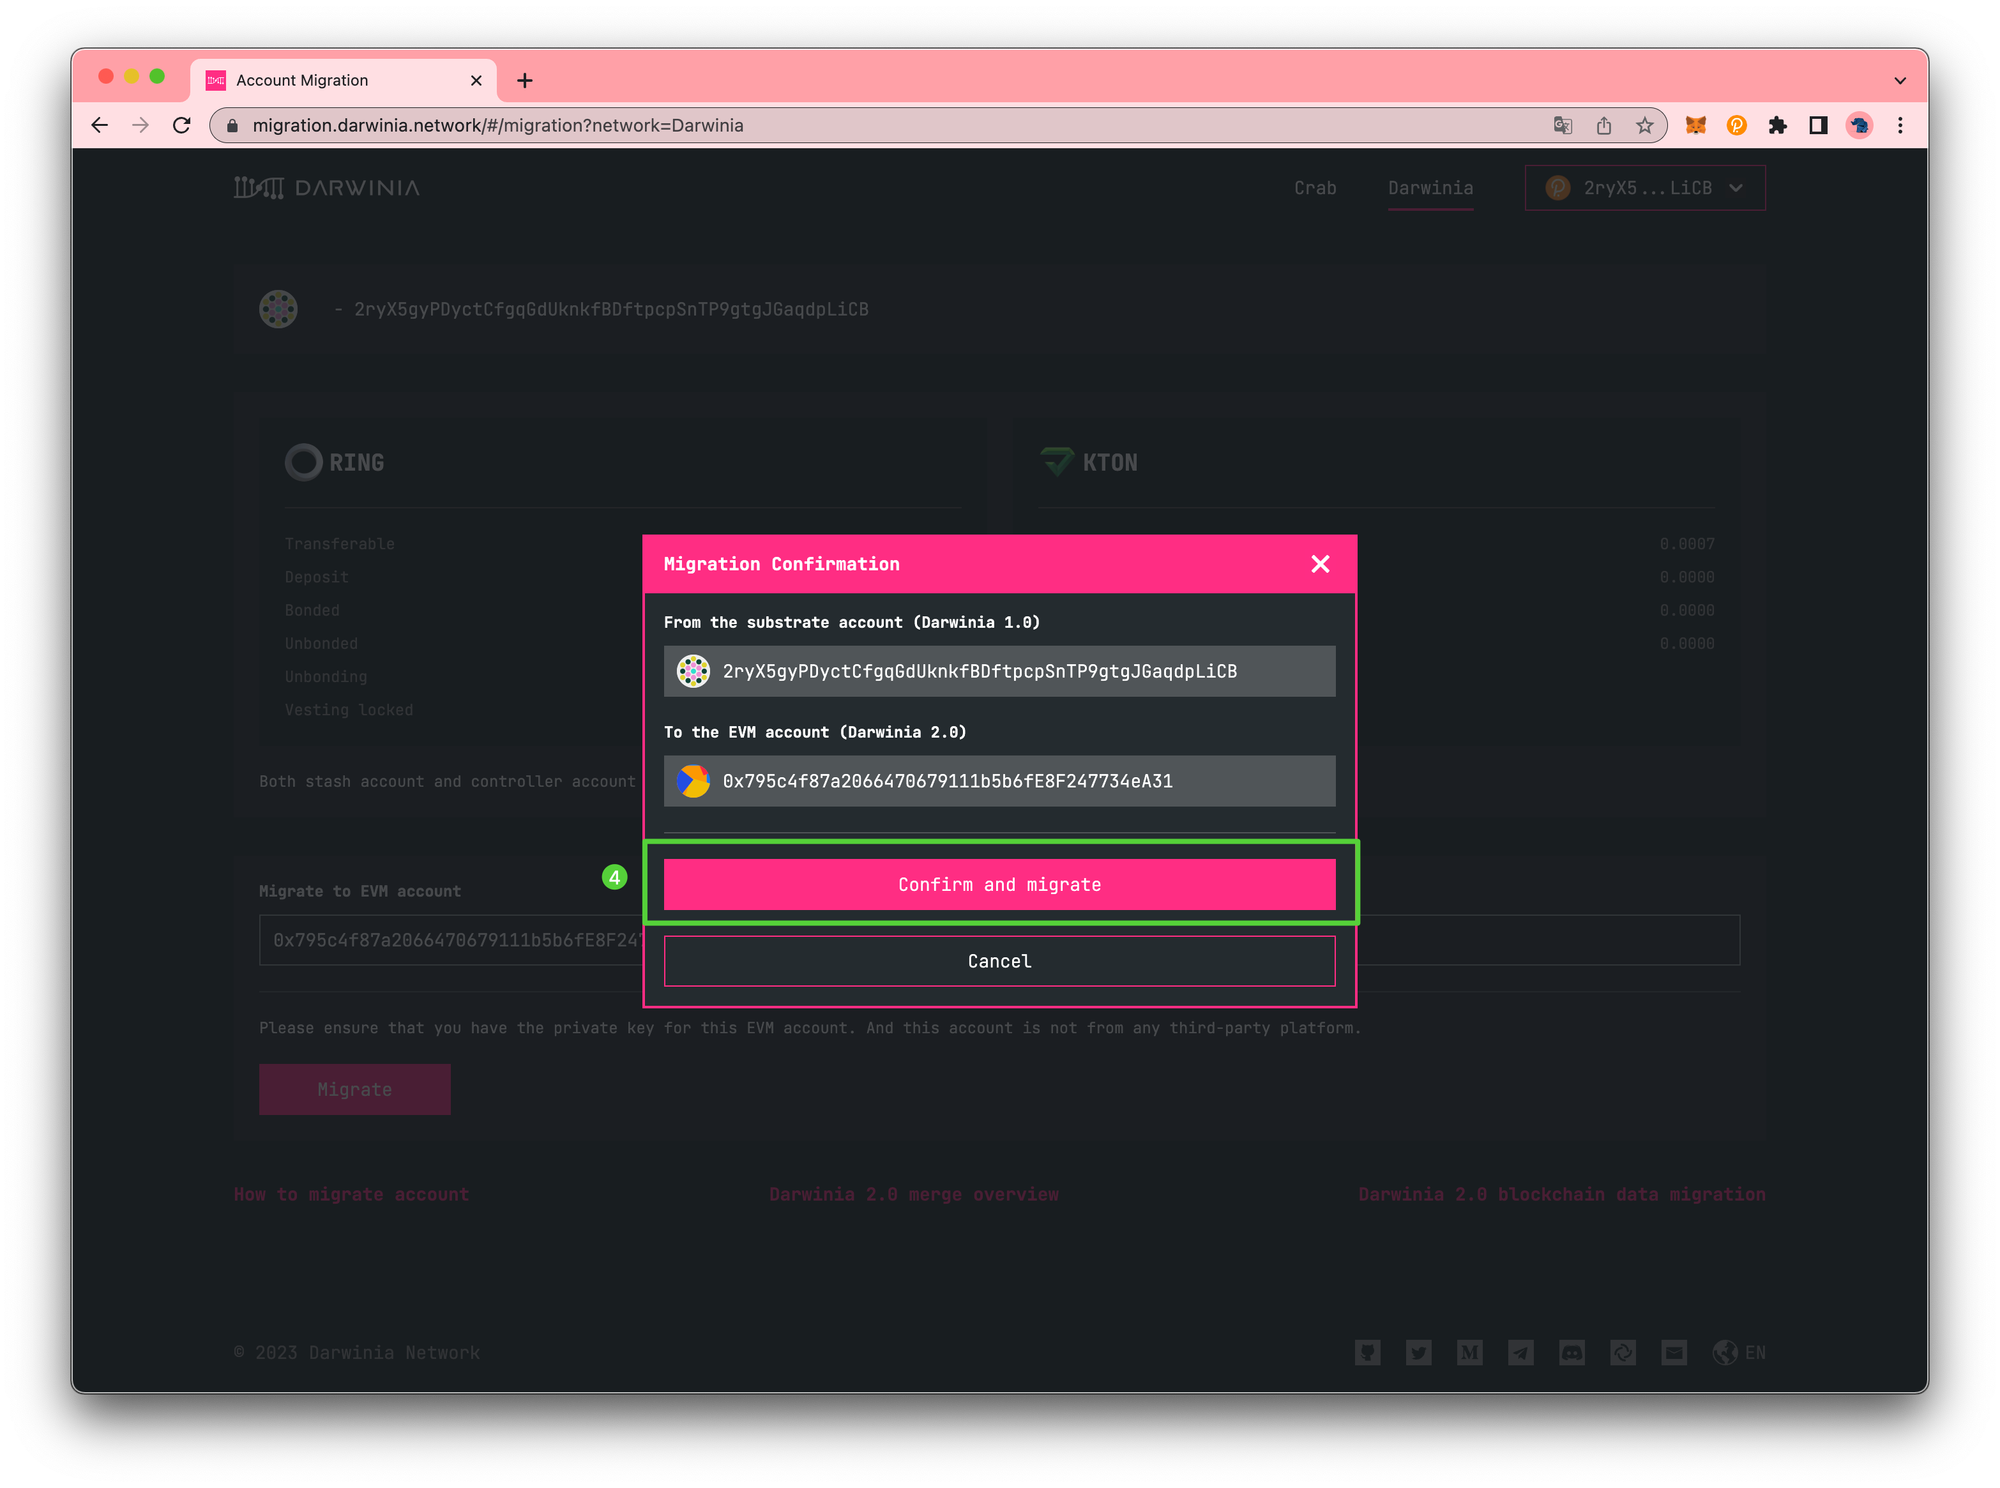 Account Migration
migration.darwinia.network/#/migration?network=Darwinia
DARWINIA
Crab
Darwinia
2ryX5...LiCB
- 2ryX5gyPDyctCfgqGdUknkfBDftpcpSnTP9gtgJGaqdpLiCB
RING
KTON
Transferable
0.0007
Deposit
0.0000
Bonded
0.0000
Unbonded
0.0000
Unbonding
Vesting locked
Both stash account and controller account
Migration Confirmation
From the substrate account (Darwinia 1.0)
2ryX5gyPDyctCfgqGdUknkfBDftpcpSnTP9gtgJGaqdpLiCB
To the EVM account (Darwinia 2.0)
0x795c4f87a2066470679111b5b6fE8F247734eA31
4
Confirm and migrate
Cancel
Migrate to EVM account
0x795c4f87a2066470679111b5b6fE8F247
Please ensure that you have the private key for this EVM account. And this account is not from any third-party platform.
Migrate
How to migrate account
Darwinia 2.0 merge overview
Darwinia 2.0 blockchain data migration
© 2023 Darwinia Network
EN